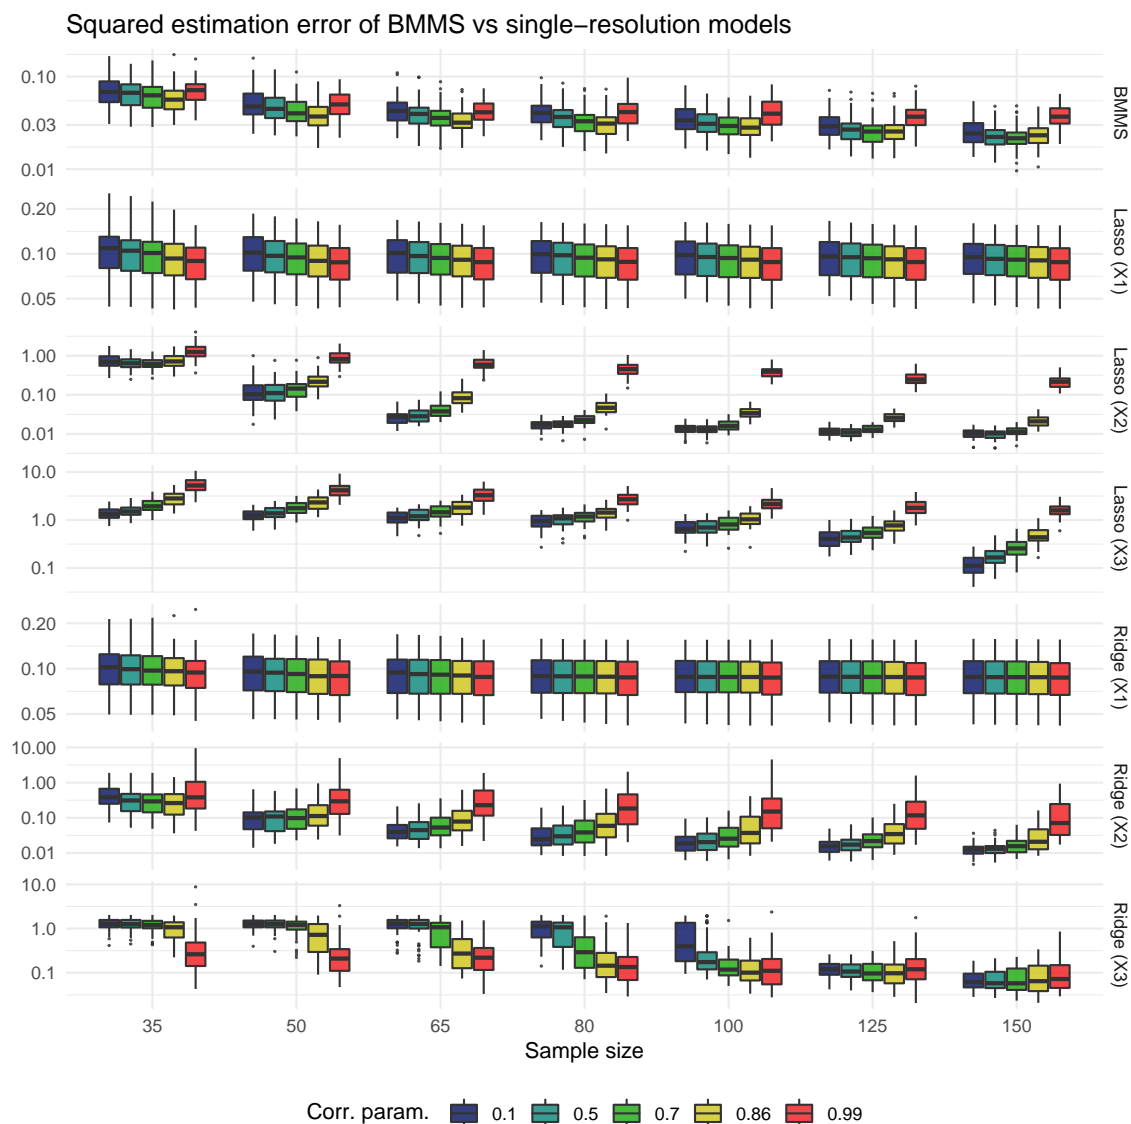 Squared estimation error of BMMS vs single−resolution models
0.10
0.03
0.01
BMMS
0.20
0.10
0.05
Lasso (X1)
1.00
0.10
0.01
Lasso (X2)
10.0
1.0
0.1
Lasso (X3)
0.20
0.10
0.05
Ridge (X1)
10.00
1.00
0.10
0.01
Ridge (X2)
10.0
1.0
0.1
Ridge (X3)
35 50 65 80 100 125 150
Sample size
Corr. param. 0.1 0.5 0.7 0.86 0.99